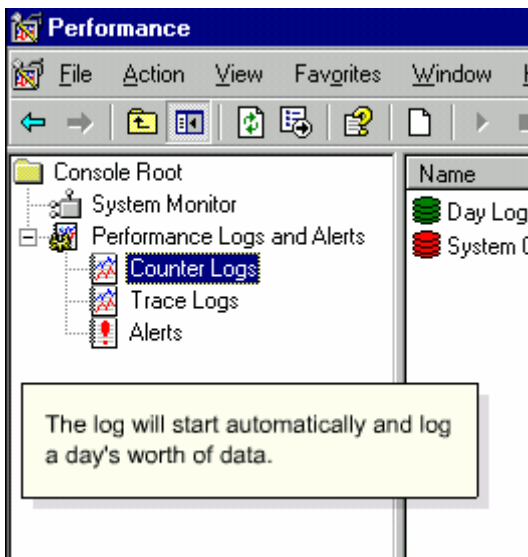 Performance
File Action View Favorites Window
Console Root
System Monitor
Performance Logs and Alerts
Counter Logs
Trace Logs
Alerts
Name
Day Log
System
The log will start automatically and log
a day's worth of data.